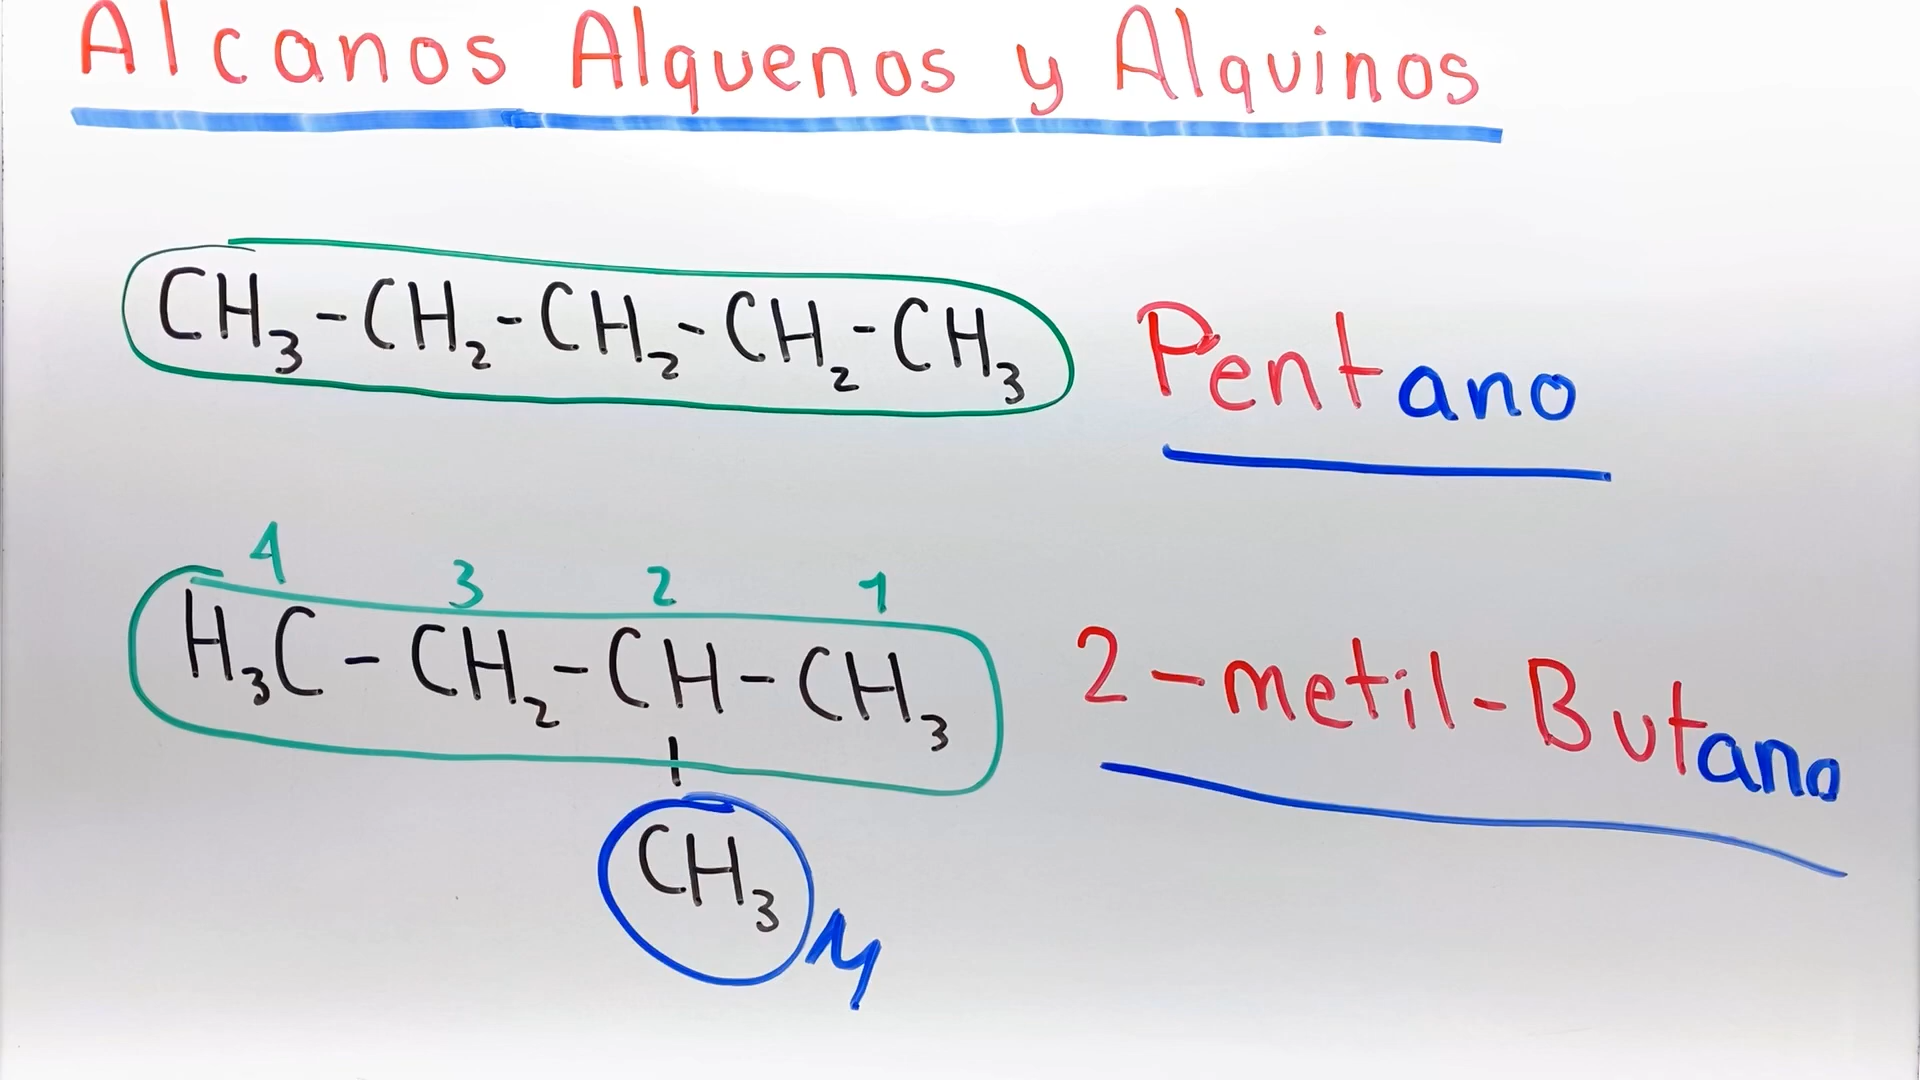 Alcanos Alquenos y Alquinos
CH₃-CH₂-CH₂-CH₂-CH₃ Pentano
4 3 2 1
H₃C-CH₂-CH-CH₃ 2-metil-Butano
CH₃
M